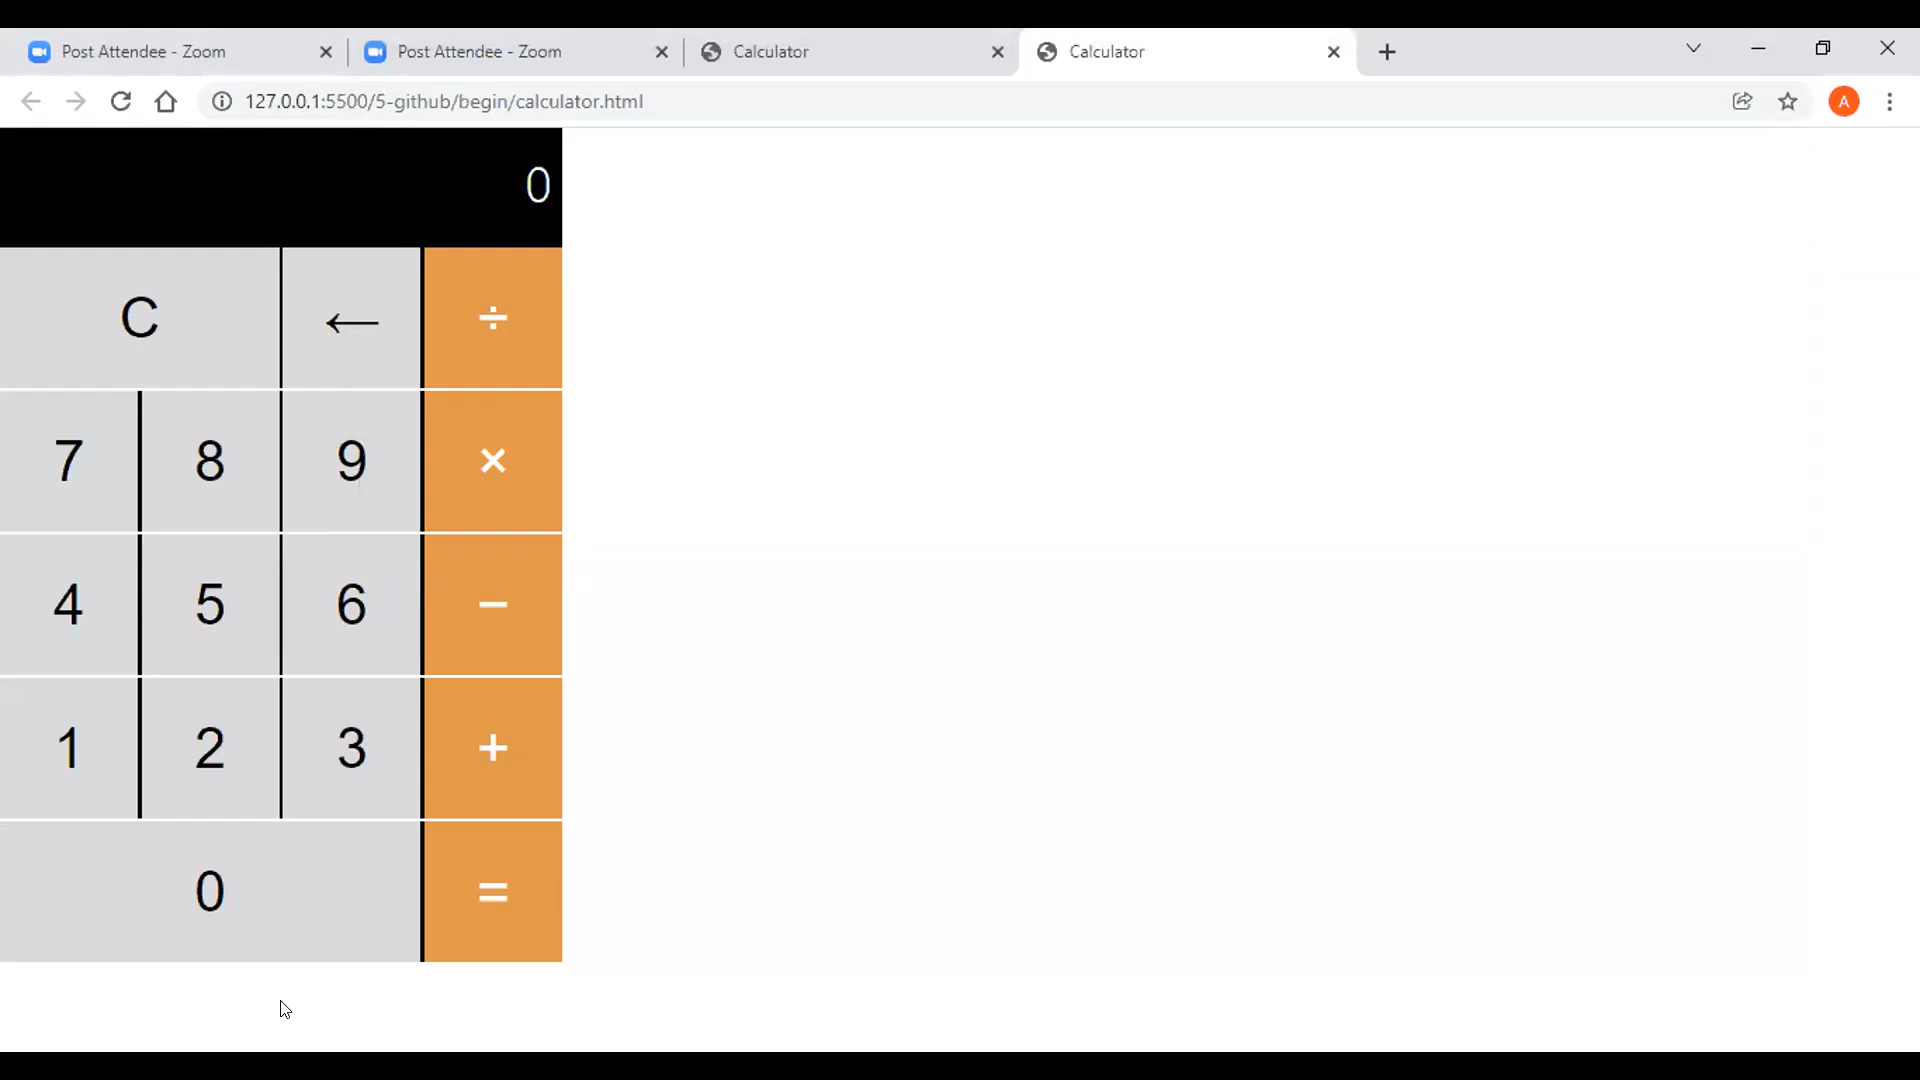 Post Attendee - Zoom Post Attendee - Zoom Calculator Calculator
127.0.0.1:5500/5-github/begin/calculator.html A
0
C ← ÷
7 8 9 ×
4 5 6 −
1 2 3 +
0 =